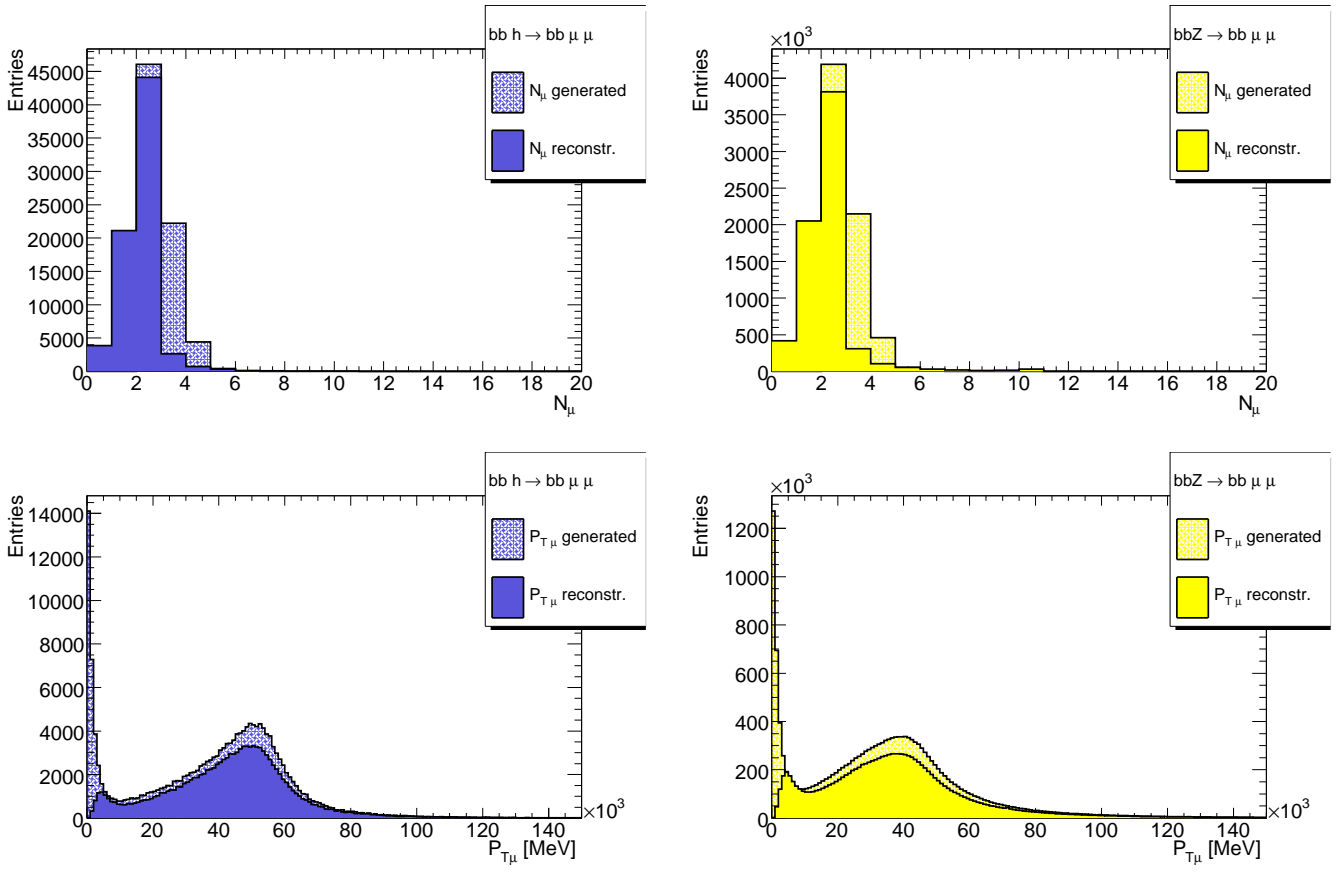 bb h → bb μ μ
N_μ generated
N_μ reconstr.
Entries
45000
40000
35000
30000
25000
20000
15000
10000
5000
0
0 2 4 6 8 10 12 14 16 18 20
N_μ
bbZ → bb μ μ
N_μ generated
N_μ reconstr.
×10³
Entries
4000
3500
3000
2500
2000
1500
1000
500
0
0 2 4 6 8 10 12 14 16 18 20
N_μ
bb h → bb μ μ
P_T μ generated
P_T μ reconstr.
Entries
14000
12000
10000
8000
6000
4000
2000
0
0 20 40 60 80 100 120 140
×10³
P_Tμ [MeV]
bbZ → bb μ μ
P_T μ generated
P_T μ reconstr.
×10³
Entries
1200
1000
800
600
400
200
0
0 20 40 60 80 100 120 140
×10³
P_Tμ [MeV]